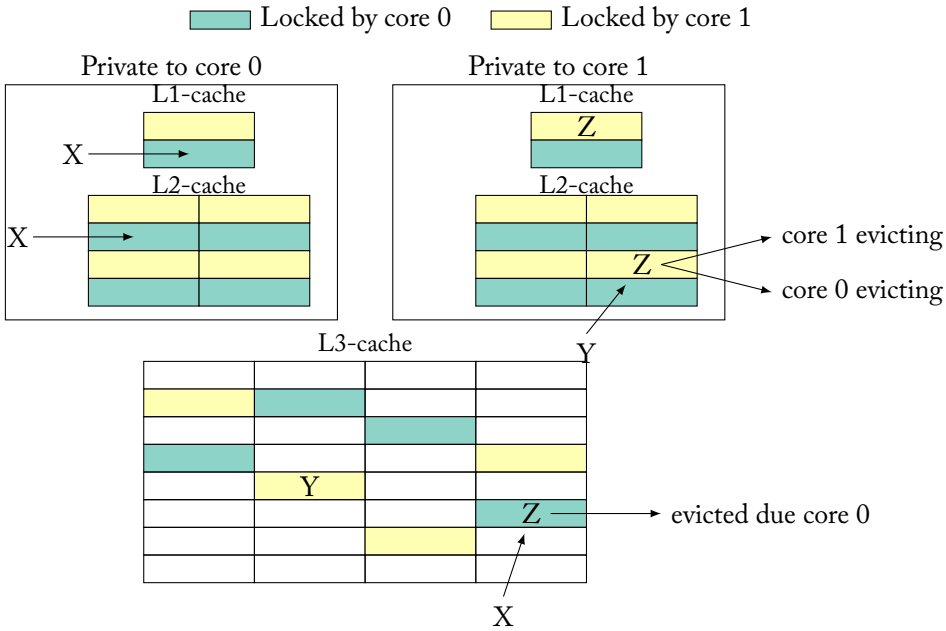 Locked by core 0 Locked by core 1
Private to core 0 Private to core 1
L1-cache L1-cache
Z
X
L2-cache L2-cache
X
core 1 evicting
Z
core 0 evicting
Y
L3-cache
Y
Z evicted due core 0
X